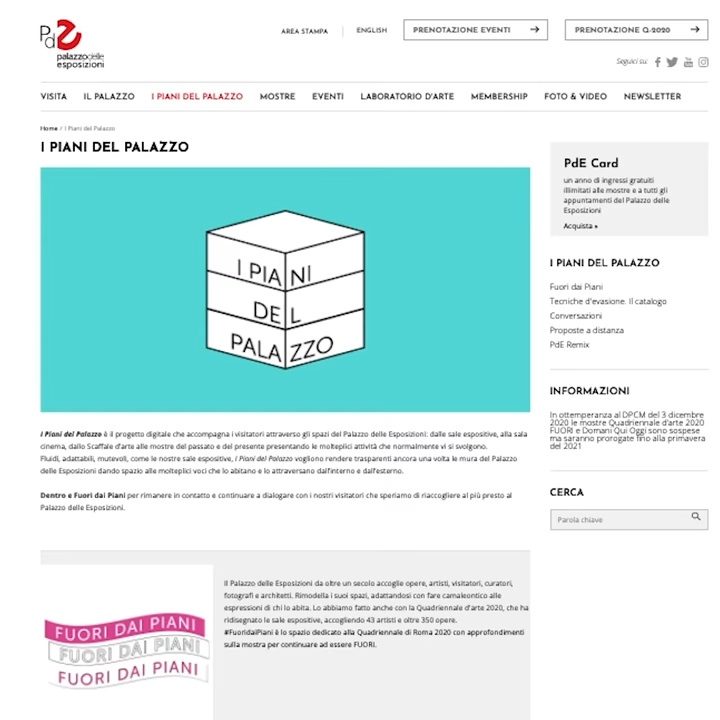 PdE
palazzodelle
esposizioni
AREA STAMPA
ENGLISH
PRENOTAZIONE EVENTI
PRENOTAZIONE Q-2020
Seguici su:
VISITA
IL PALAZZO
I PIANI DEL PALAZZO
MOSTRE
EVENTI
LABORATORIO D'ARTE
MEMBERSHIP
FOTO & VIDEO
NEWSLETTER
Home / I Piani del Palazzo
I PIANI DEL PALAZZO
I PIANI
DEL
PALAZZO
I Piani del Palazzo è il progetto digitale che accompagna i visitatori attraverso gli spazi del Palazzo delle Esposizioni: dalle sale espositive, alla sala
cinema, dallo Scaffale d'arte alle mostre del passato e del presente presentando le molteplici attività che normalmente vi si svolgono.
Fluidi, adattabili, mutevoli, come le nostre sale espositive, I Piani del Palazzo vogliono rendere trasparenti ancora una volta le mura del Palazzo
delle Esposizioni dando spazio alle molteplici voci che lo abitano e lo attraversano dall'interno e dall'esterno.
Dentro e Fuori dai Piani per rimanere in contatto e continuare a dialogare con i nostri visitatori che speriamo di riaccogliere al più presto al
Palazzo delle Esposizioni.
FUORI DAI PIANI
FUORI DAI PIANI
FUORI DAI PIANI
Il Palazzo delle Esposizioni da oltre un secolo accoglie opere, artisti, visitatori, curatori,
fotografi e architetti. Rimodella i suoi spazi, adattandosi con fare camaleontico alle
espressioni di chi lo abita. Lo abbiamo fatto anche con la Quadriennale d'arte 2020, che ha
ridisegnato le sale espositive, accogliendo 43 artisti e oltre 350 opere.
#FuoridaiPiani è lo spazio dedicato alla Quadriennale di Roma 2020 con approfondimenti
sulla mostra per continuare ad essere FUORI.
PdE Card
un anno di ingressi gratuiti
illimitati alle mostre e a tutti gli
appuntamenti del Palazzo delle
Esposizioni
Acquista »
I PIANI DEL PALAZZO
Fuori dai Piani
Tecniche d'evasione. Il catalogo
Conversazioni
Proposte a distanza
PdE Remix
INFORMAZIONI
In ottemperanza al DPCM del 3 dicembre
2020 le mostre Quadriennale d'arte 2020
FUORI e Domani Qui Oggi sono sospese
ma saranno prorogate fino alla primavera
del 2021
CERCA
Parola chiave